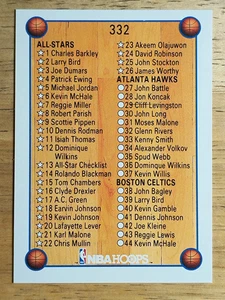 332
ALL-STARS
☆ 1 Charles Barkley
☆ 2 Larry Bird
☆ 3 Joe Dumars
☆ 4 Patrick Ewing
☆ 5 Michael Jordan
☆ 6 Kevin McHale
☆ 7 Reggie Miller
☆ 8 Robert Parish
☆ 9 Scottie Pippen
☆ 10 Dennis Rodman
☆ 11 Isiah Thomas
☆ 12 Dominique
Wilkins
☆ 13 All-Star Checklist
☆ 14 Rolando Blackman
☆ 15 Tom Chambers
☆ 16 Clyde Drexler
☆ 17 A.C. Green
☆ 18 Earvin Johnson
☆ 19 Kevin Johnson
☆ 20 Lafayette Lever
☆ 21 Karl Malone
☆ 22 Chris Mullin
☆ 23 Akeem Olajuwon
☆ 24 David Robinson
☆ 25 John Stockton
☆ 26 James Worthy
ATLANTA HAWKS
☆ 27 John Battle
☆ 28 Jon Koncak
☆ 29 Cliff Levingston
☆ 30 John Long
☆ 31 Moses Malone
☆ 32 Glenn Rivers
☆ 33 Kenny Smith
☆ 34 Alexander Volkov
☆ 35 Spud Webb
☆ 36 Dominique Wilkins
☆ 37 Kevin Willis
BOSTON CELTICS
☆ 38 John Bagley
☆ 39 Larry Bird
☆ 40 Kevin Gamble
☆ 41 Dennis Johnson
☆ 42 Joe Kleine
☆ 43 Reggie Lewis
☆ 44 Kevin McHale
NBA HOOPS